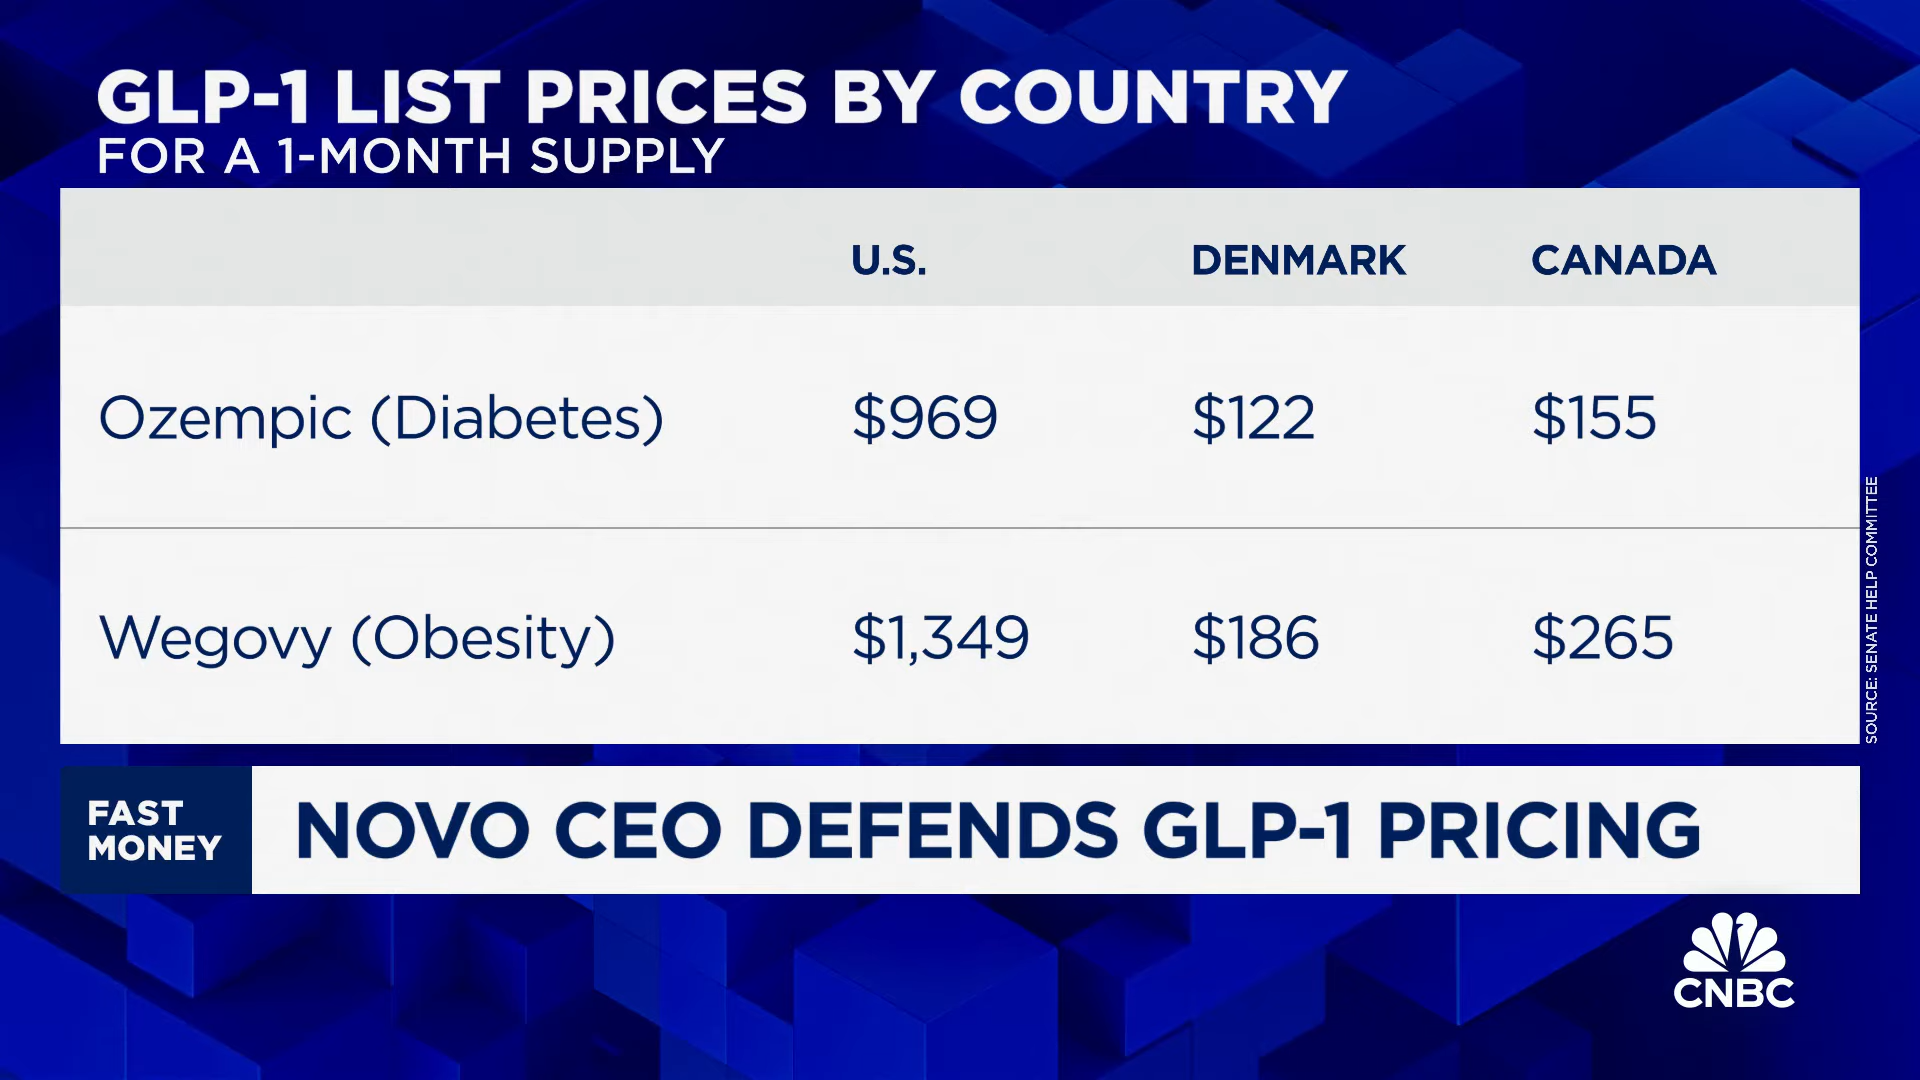 GLP-1 LIST PRICES BY COUNTRY
FOR A 1-MONTH SUPPLY
U.S. DENMARK CANADA
Ozempic (Diabetes) $969 $122 $155
Wegovy (Obesity) $1,349 $186 $265
SOURCE: SENATE HELP COMMITTEE
FAST
MONEY
NOVO CEO DEFENDS GLP-1 PRICING
CNBC